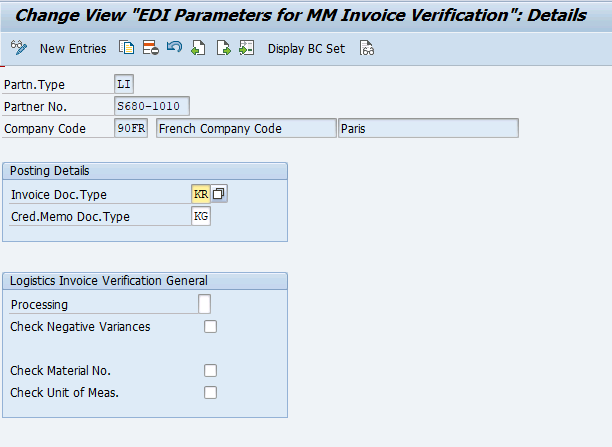 Change View "EDI Parameters for MM Invoice Verification": Details
New Entries Display BC Set
Partn.Type LI
Partner No. S680-1010
Company Code 90FR French Company Code Paris
Posting Details
Invoice Doc.Type KR
Cred.Memo Doc.Type KG
Logistics Invoice Verification General
Processing
Check Negative Variances
Check Material No.
Check Unit of Meas.